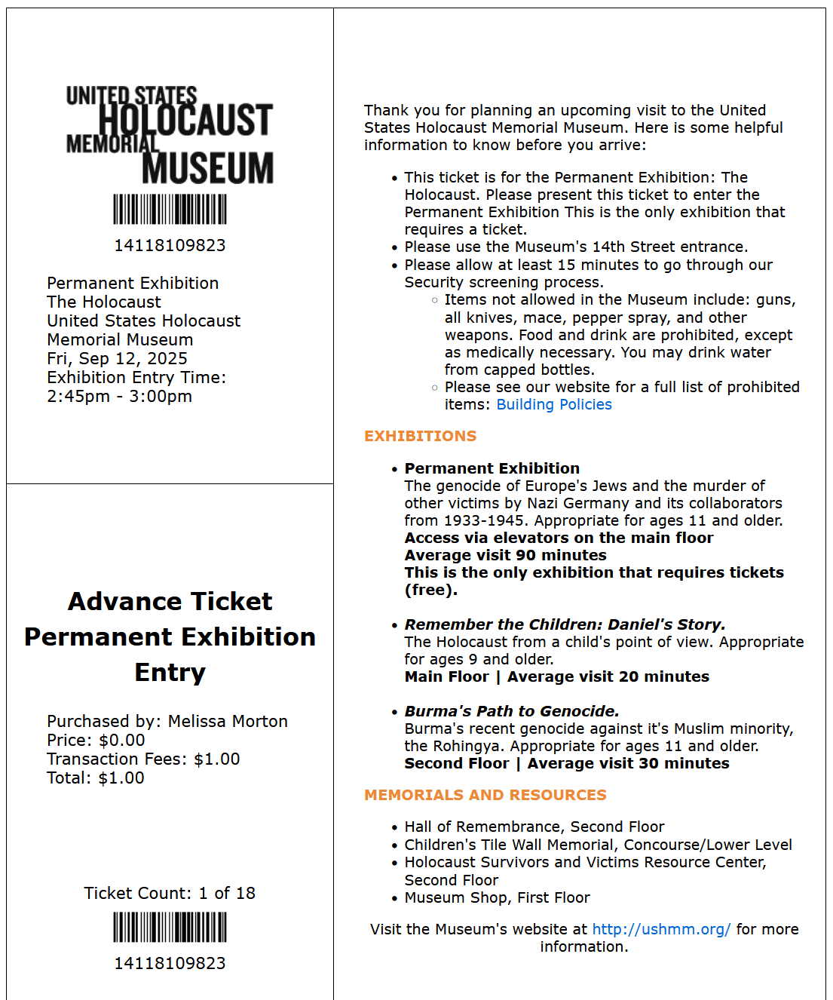 UNITED STATES
HOLOCAUST
MEMORIAL
MUSEUM
14118109823
Permanent Exhibition
The Holocaust
United States Holocaust
Memorial Museum
Fri, Sep 12, 2025
Exhibition Entry Time:
2:45pm - 3:00pm
Advance Ticket
Permanent Exhibition
Entry
Purchased by: Melissa Morton
Price: $0.00
Transaction Fees: $1.00
Total: $1.00
Ticket Count: 1 of 18
14118109823
Thank you for planning an upcoming visit to the United
States Holocaust Memorial Museum. Here is some helpful
information to know before you arrive:
• This ticket is for the Permanent Exhibition: The
Holocaust. Please present this ticket to enter the
Permanent Exhibition This is the only exhibition that
requires a ticket.
• Please use the Museum's 14th Street entrance.
• Please allow at least 15 minutes to go through our
Security screening process.
◦ Items not allowed in the Museum include: guns,
all knives, mace, pepper spray, and other
weapons. Food and drink are prohibited, except
as medically necessary. You may drink water
from capped bottles.
◦ Please see our website for a full list of prohibited
items: Building Policies
EXHIBITIONS
• Permanent Exhibition
The genocide of Europe's Jews and the murder of
other victims by Nazi Germany and its collaborators
from 1933-1945. Appropriate for ages 11 and older.
Access via elevators on the main floor
Average visit 90 minutes
This is the only exhibition that requires tickets
(free).
• Remember the Children: Daniel's Story.
The Holocaust from a child's point of view. Appropriate
for ages 9 and older.
Main Floor | Average visit 20 minutes
• Burma's Path to Genocide.
Burma's recent genocide against it's Muslim minority,
the Rohingya. Appropriate for ages 11 and older.
Second Floor | Average visit 30 minutes
MEMORIALS AND RESOURCES
• Hall of Remembrance, Second Floor
• Children's Tile Wall Memorial, Concourse/Lower Level
• Holocaust Survivors and Victims Resource Center,
Second Floor
• Museum Shop, First Floor
Visit the Museum's website at http://ushmm.org/ for more
information.